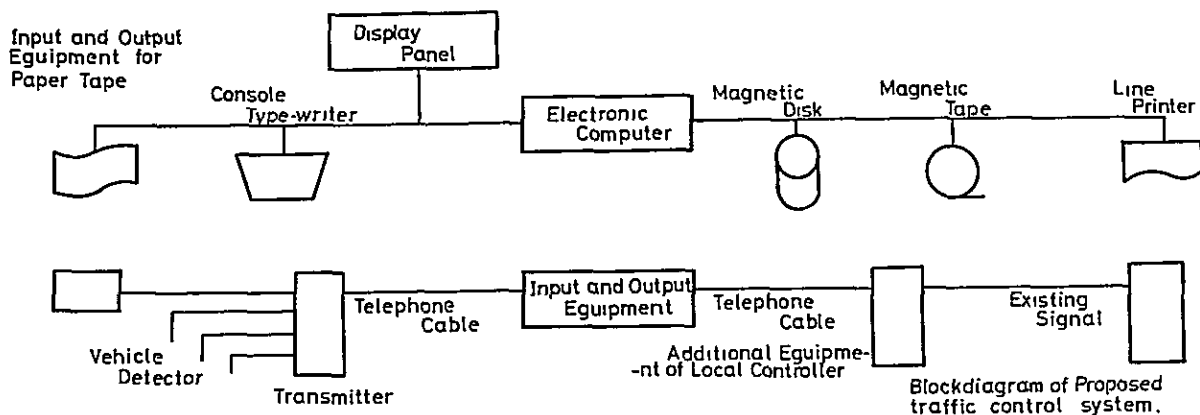 Input and Output
Equipment for
Paper Tape
Display
Panel
Console
Type-writer
Electronic
Computer
Magnetic
Disk
Magnetic
Tape
Line
Printer
Telephone
Cable
Input and Output
Equipment
Telephone
Cable
Existing
Signal
Vehicle
Detector
Transmitter
Additional Equipme-
-nt of Local Controller
Blockdiagram of Proposed
traffic control system.